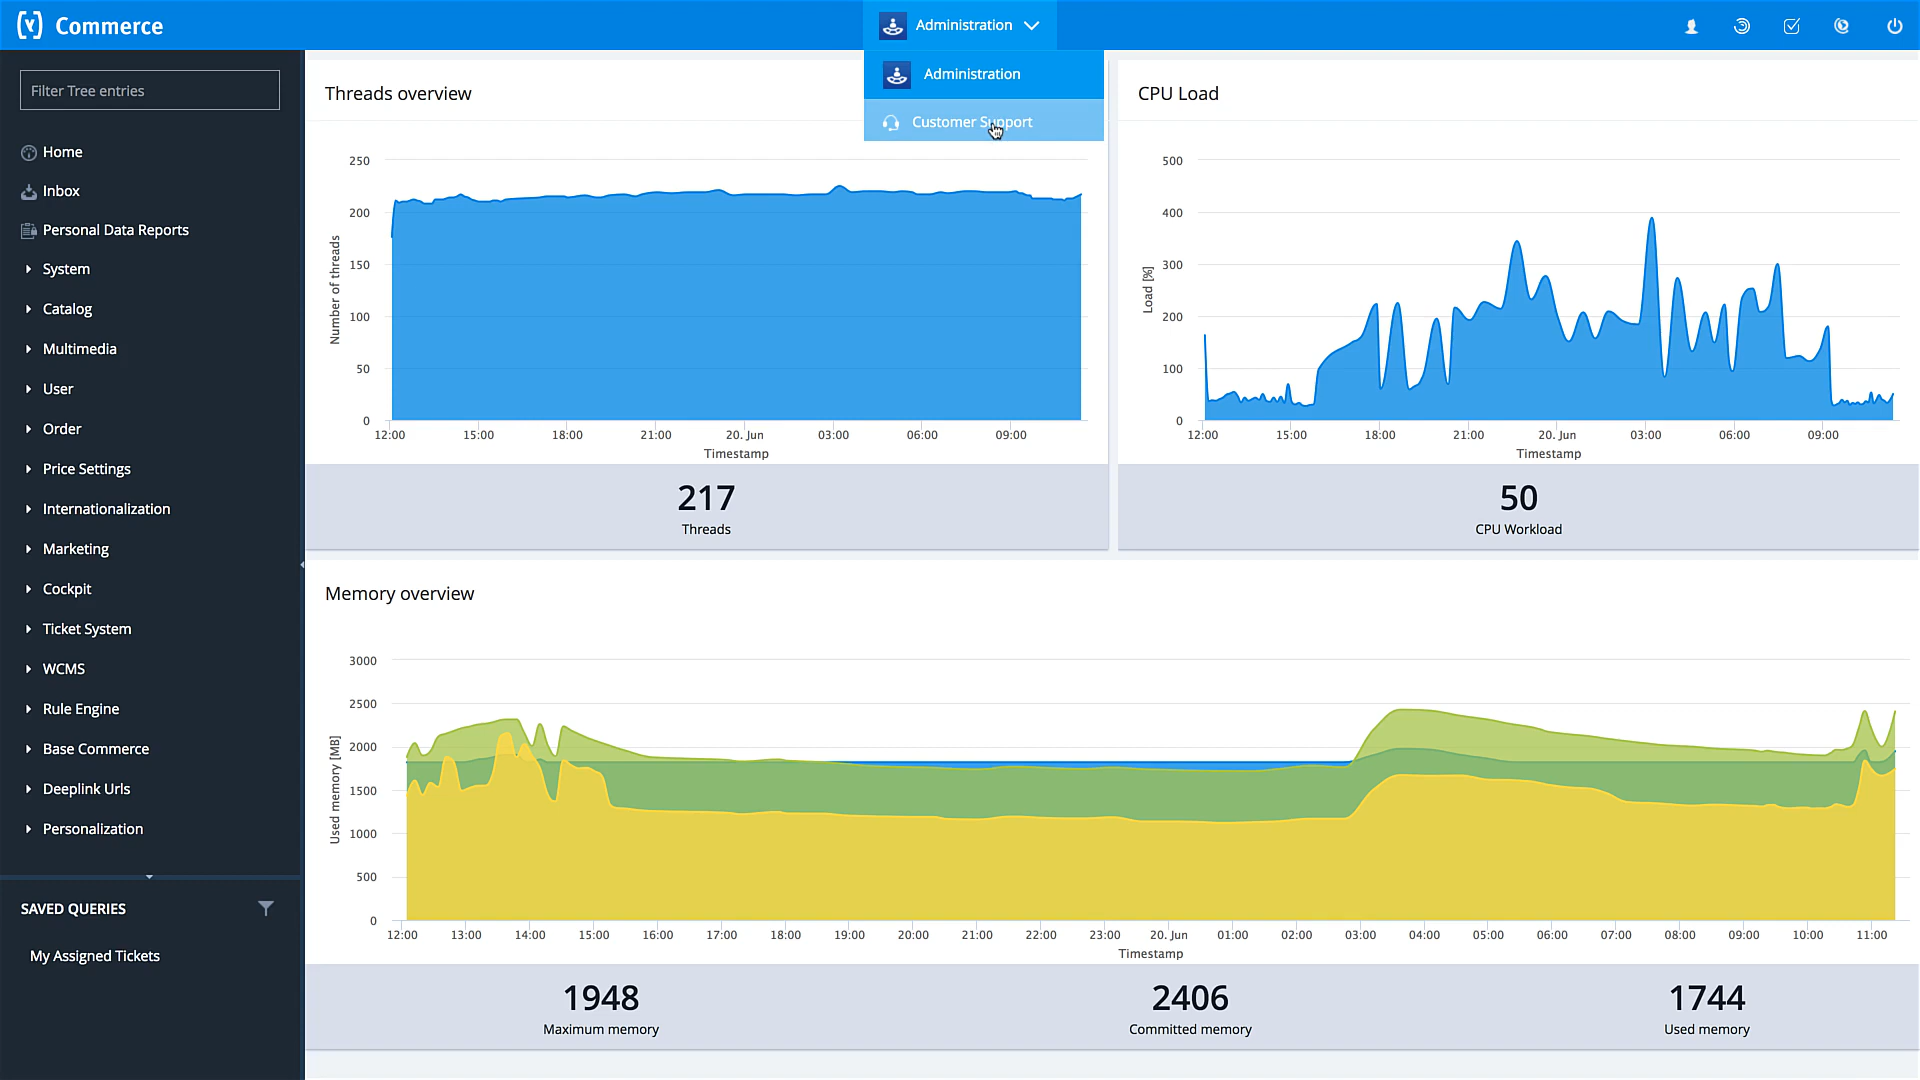 Commerce
Administration
Administration
Customer Support
Filter Tree entries
Home
Inbox
Personal Data Reports
System
Catalog
Multimedia
User
Order
Price Settings
Internationalization
Marketing
Cockpit
Ticket System
WCMS
Rule Engine
Base Commerce
Deeplink Urls
Personalization
SAVED QUERIES
My Assigned Tickets
Threads overview
Number of threads
250
200
150
100
50
0
12:00 15:00 18:00 21:00 20. Jun 03:00 06:00 09:00
Timestamp
217
Threads
CPU Load
Load [%]
500
400
300
200
100
0
12:00 15:00 18:00 21:00 20. Jun 03:00 06:00 09:00
Timestamp
50
CPU Workload
Memory overview
Used memory [MB]
3000
2500
2000
1500
1000
500
0
12:00 13:00 14:00 15:00 16:00 17:00 18:00 19:00 20:00 21:00 22:00 23:00 20. Jun 01:00 02:00 03:00 04:00 05:00 06:00 07:00 08:00 09:00 10:00 11:00
Timestamp
1948
Maximum memory
2406
Committed memory
1744
Used memory